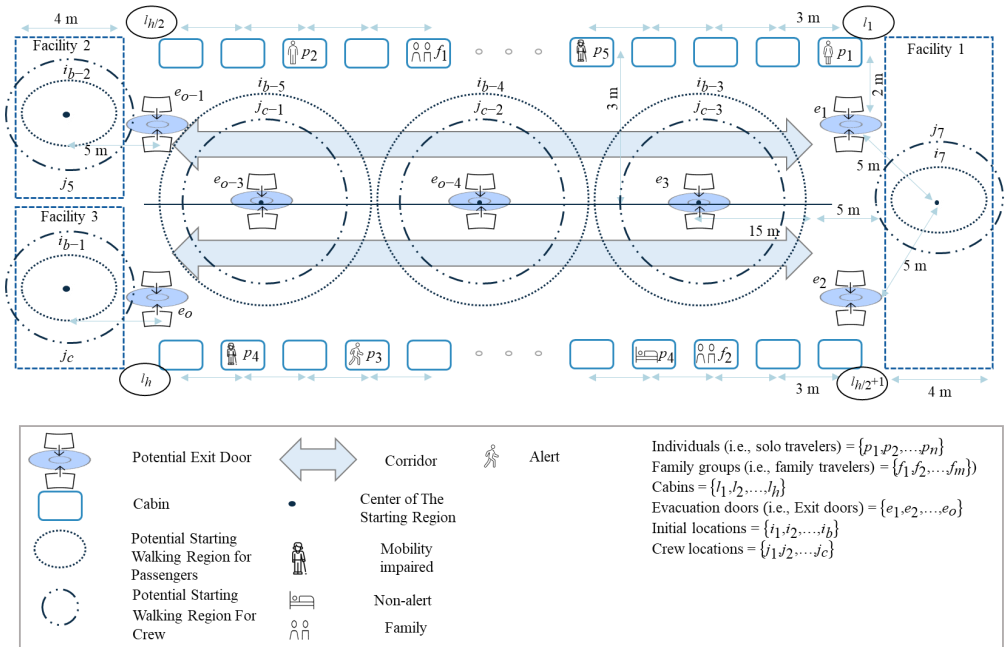 4 m
l_{h/2}
3 m
l_1
Facility 2
p_2
f_1
p_5
p_1
Facility 1
i_{b-2}
i_{b-5}
i_{b-4}
i_{b-3}
2 m
e_{o-1}
j_{c-1}
j_{c-2}
3 m
j_{c-3}
e_1
j_7
5 m
i_7
j_5
5 m
e_{o-3}
e_{o-4}
e_3
Facility 3
5 m
i_{b-1}
15 m
5 m
e_2
e_o
j_c
p_4
p_3
p_4
f_2
l_h
3 m
l_{h/2+1}
4 m
Potential Exit Door
Corridor
Alert
Cabin
Center of The
Starting Region
Potential Starting
Walking Region for
Passengers
Mobility
impaired
Potential Starting
Walking Region For
Crew
Non-alert
Family
Individuals (i.e., solo travelers) = {p_1,p_2,...,p_n}
Family groups (i.e., family travelers) = {f_1,f_2,...,f_m})
Cabins = {l_1,l_2,...,l_h}
Evacuation doors (i.e., Exit doors) = {e_1,e_2,...,e_o}
Initial locations = {i_1,i_2,...,i_b}
Crew locations = {j_1,j_2,...,j_c}